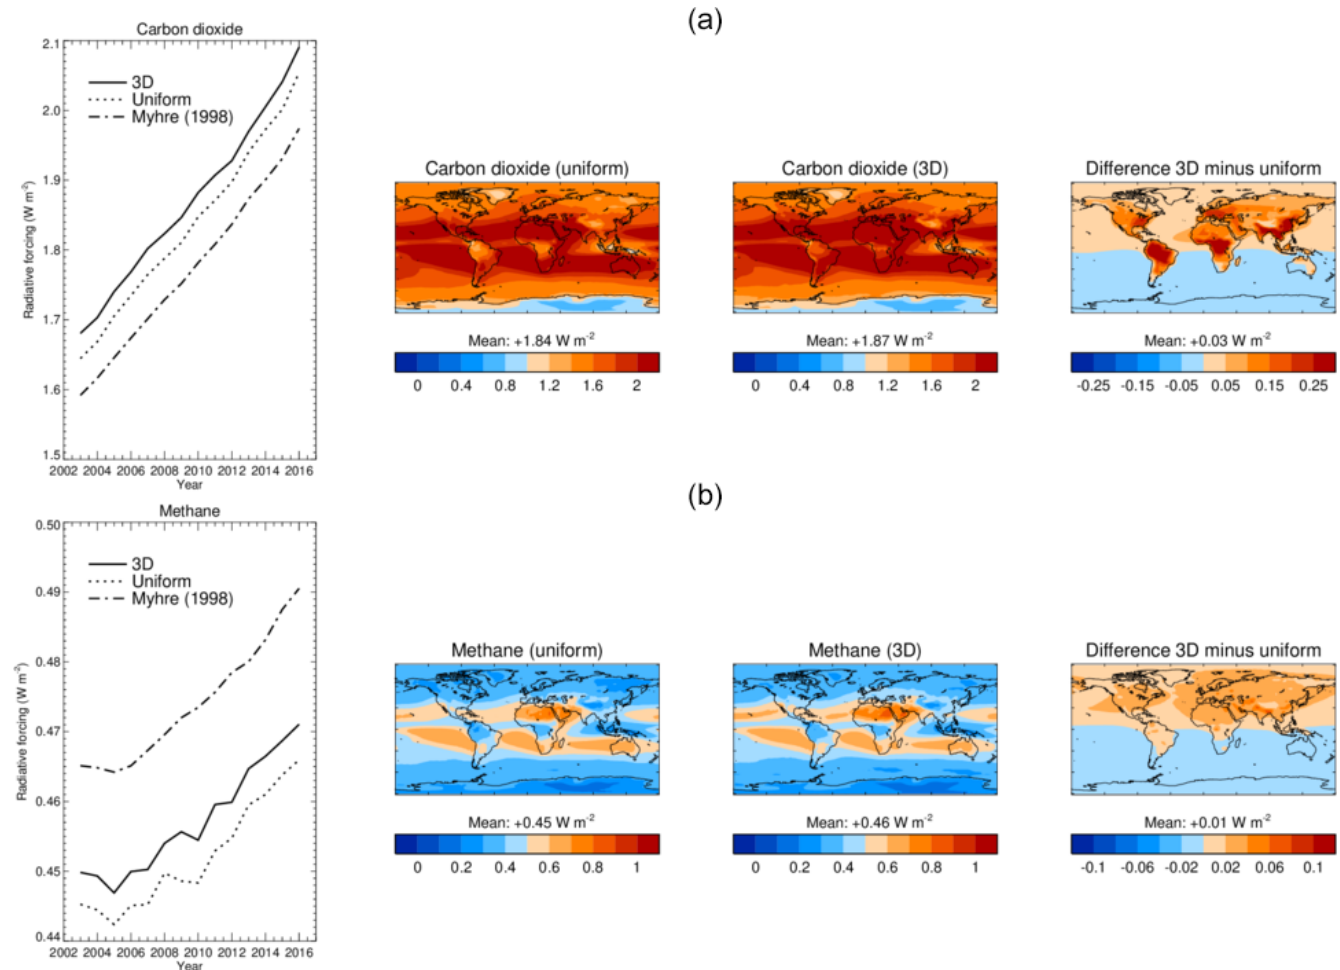 (a)
Carbon dioxide
2.1
2.0
1.9
1.8
1.7
1.6
1.5
3D
Uniform
Myhre (1998)
Radiative forcing (W m⁻²)
2002 2004 2006 2008 2010 2012 2014 2016
Year
Carbon dioxide (uniform)
Mean: +1.84 W m⁻²
0 0.4 0.8 1.2 1.6 2
Carbon dioxide (3D)
Mean: +1.87 W m⁻²
0 0.4 0.8 1.2 1.6 2
Difference 3D minus uniform
Mean: +0.03 W m⁻²
-0.25 -0.15 -0.05 0.05 0.15 0.25
(b)
Methane
0.50
0.49
0.48
0.47
0.46
0.45
0.44
3D
Uniform
Myhre (1998)
Radiative forcing (W m⁻²)
2002 2004 2006 2008 2010 2012 2014 2016
Year
Methane (uniform)
Mean: +0.45 W m⁻²
0 0.2 0.4 0.6 0.8 1
Methane (3D)
Mean: +0.46 W m⁻²
0 0.2 0.4 0.6 0.8 1
Difference 3D minus uniform
Mean: +0.01 W m⁻²
-0.1 -0.06 -0.02 0.02 0.06 0.1